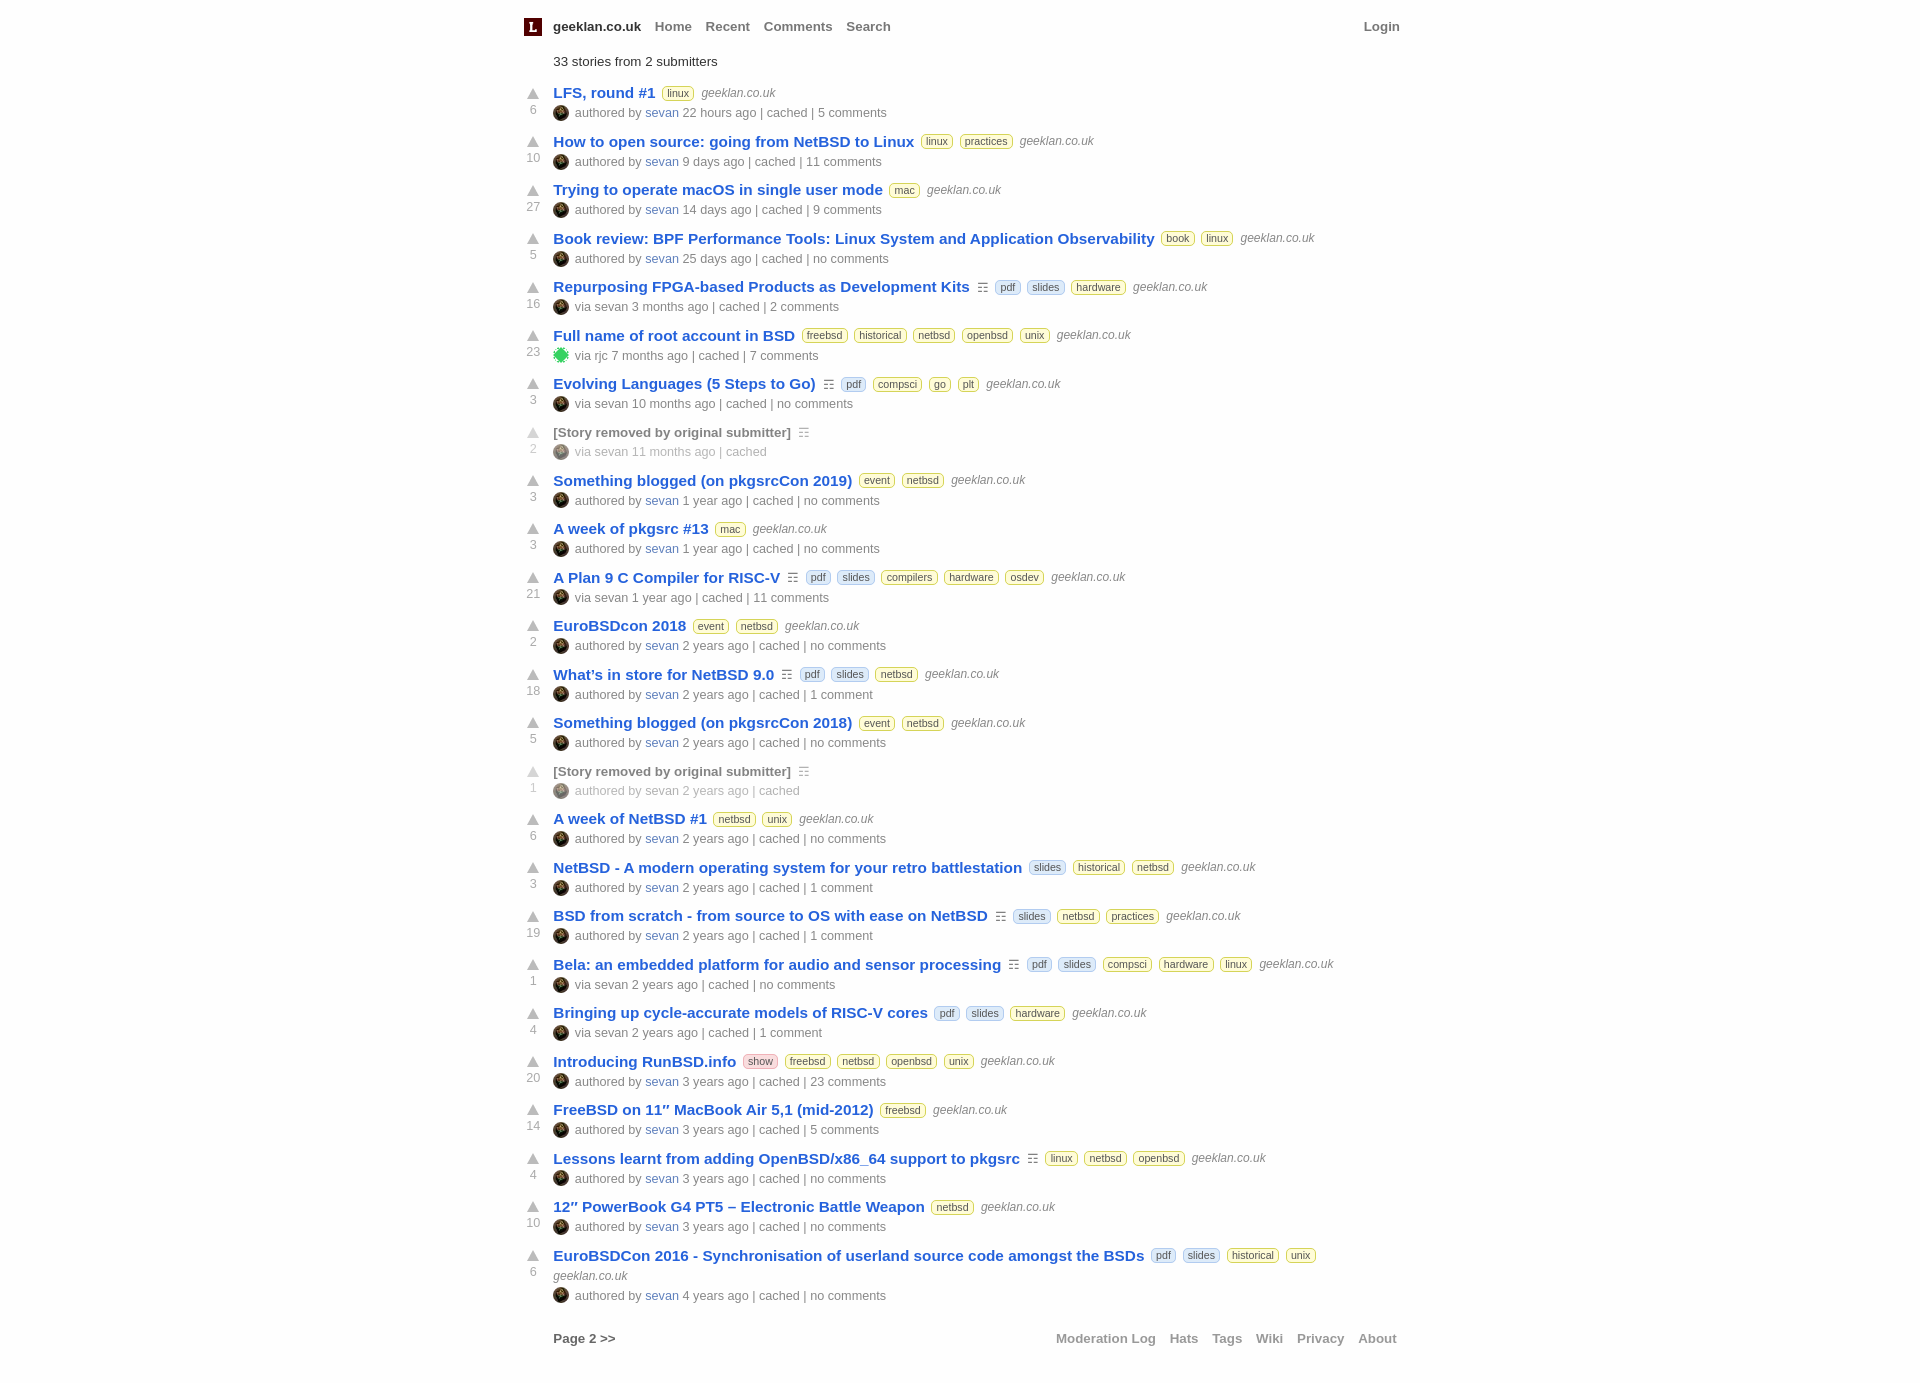 L geeklan.co.uk Home Recent Comments Search Login
33 stories from 2 submitters
LFS, round #1 linux geeklan.co.uk
6 authored by sevan 22 hours ago | cached | 5 comments
How to open source: going from NetBSD to Linux linux practices geeklan.co.uk
10 authored by sevan 9 days ago | cached | 11 comments
Trying to operate macOS in single user mode mac geeklan.co.uk
27 authored by sevan 14 days ago | cached | 9 comments
Book review: BPF Performance Tools: Linux System and Application Observability book linux geeklan.co.uk
5 authored by sevan 25 days ago | cached | no comments
Repurposing FPGA-based Products as Development Kits ☶ pdf slides hardware geeklan.co.uk
16 via sevan 3 months ago | cached | 2 comments
Full name of root account in BSD freebsd historical netbsd openbsd unix geeklan.co.uk
23 via rjc 7 months ago | cached | 7 comments
Evolving Languages (5 Steps to Go) ☶ pdf compsci go plt geeklan.co.uk
3 via sevan 10 months ago | cached | no comments
[Story removed by original submitter] ☶
2 via sevan 11 months ago | cached
Something blogged (on pkgsrcCon 2019) event netbsd geeklan.co.uk
3 authored by sevan 1 year ago | cached | no comments
A week of pkgsrc #13 mac geeklan.co.uk
3 authored by sevan 1 year ago | cached | no comments
A Plan 9 C Compiler for RISC-V ☶ pdf slides compilers hardware osdev geeklan.co.uk
21 via sevan 1 year ago | cached | 11 comments
EuroBSDcon 2018 event netbsd geeklan.co.uk
2 authored by sevan 2 years ago | cached | no comments
What’s in store for NetBSD 9.0 ☶ pdf slides netbsd geeklan.co.uk
18 authored by sevan 2 years ago | cached | 1 comment
Something blogged (on pkgsrcCon 2018) event netbsd geeklan.co.uk
5 authored by sevan 2 years ago | cached | no comments
[Story removed by original submitter] ☶
1 authored by sevan 2 years ago | cached
A week of NetBSD #1 netbsd unix geeklan.co.uk
6 authored by sevan 2 years ago | cached | no comments
NetBSD - A modern operating system for your retro battlestation slides historical netbsd geeklan.co.uk
3 authored by sevan 2 years ago | cached | 1 comment
BSD from scratch - from source to OS with ease on NetBSD ☶ slides netbsd practices geeklan.co.uk
19 authored by sevan 2 years ago | cached | 1 comment
Bela: an embedded platform for audio and sensor processing ☶ pdf slides compsci hardware linux geeklan.co.uk
1 via sevan 2 years ago | cached | no comments
Bringing up cycle-accurate models of RISC-V cores pdf slides hardware geeklan.co.uk
4 via sevan 2 years ago | cached | 1 comment
Introducing RunBSD.info show freebsd netbsd openbsd unix geeklan.co.uk
20 authored by sevan 3 years ago | cached | 23 comments
FreeBSD on 11″ MacBook Air 5,1 (mid-2012) freebsd geeklan.co.uk
14 authored by sevan 3 years ago | cached | 5 comments
Lessons learnt from adding OpenBSD/x86_64 support to pkgsrc ☶ linux netbsd openbsd geeklan.co.uk
4 authored by sevan 3 years ago | cached | no comments
12″ PowerBook G4 PT5 – Electronic Battle Weapon netbsd geeklan.co.uk
10 authored by sevan 3 years ago | cached | no comments
EuroBSDCon 2016 - Synchronisation of userland source code amongst the BSDs pdf slides historical unix
6 geeklan.co.uk
authored by sevan 4 years ago | cached | no comments
Page 2 >> Moderation Log Hats Tags Wiki Privacy About